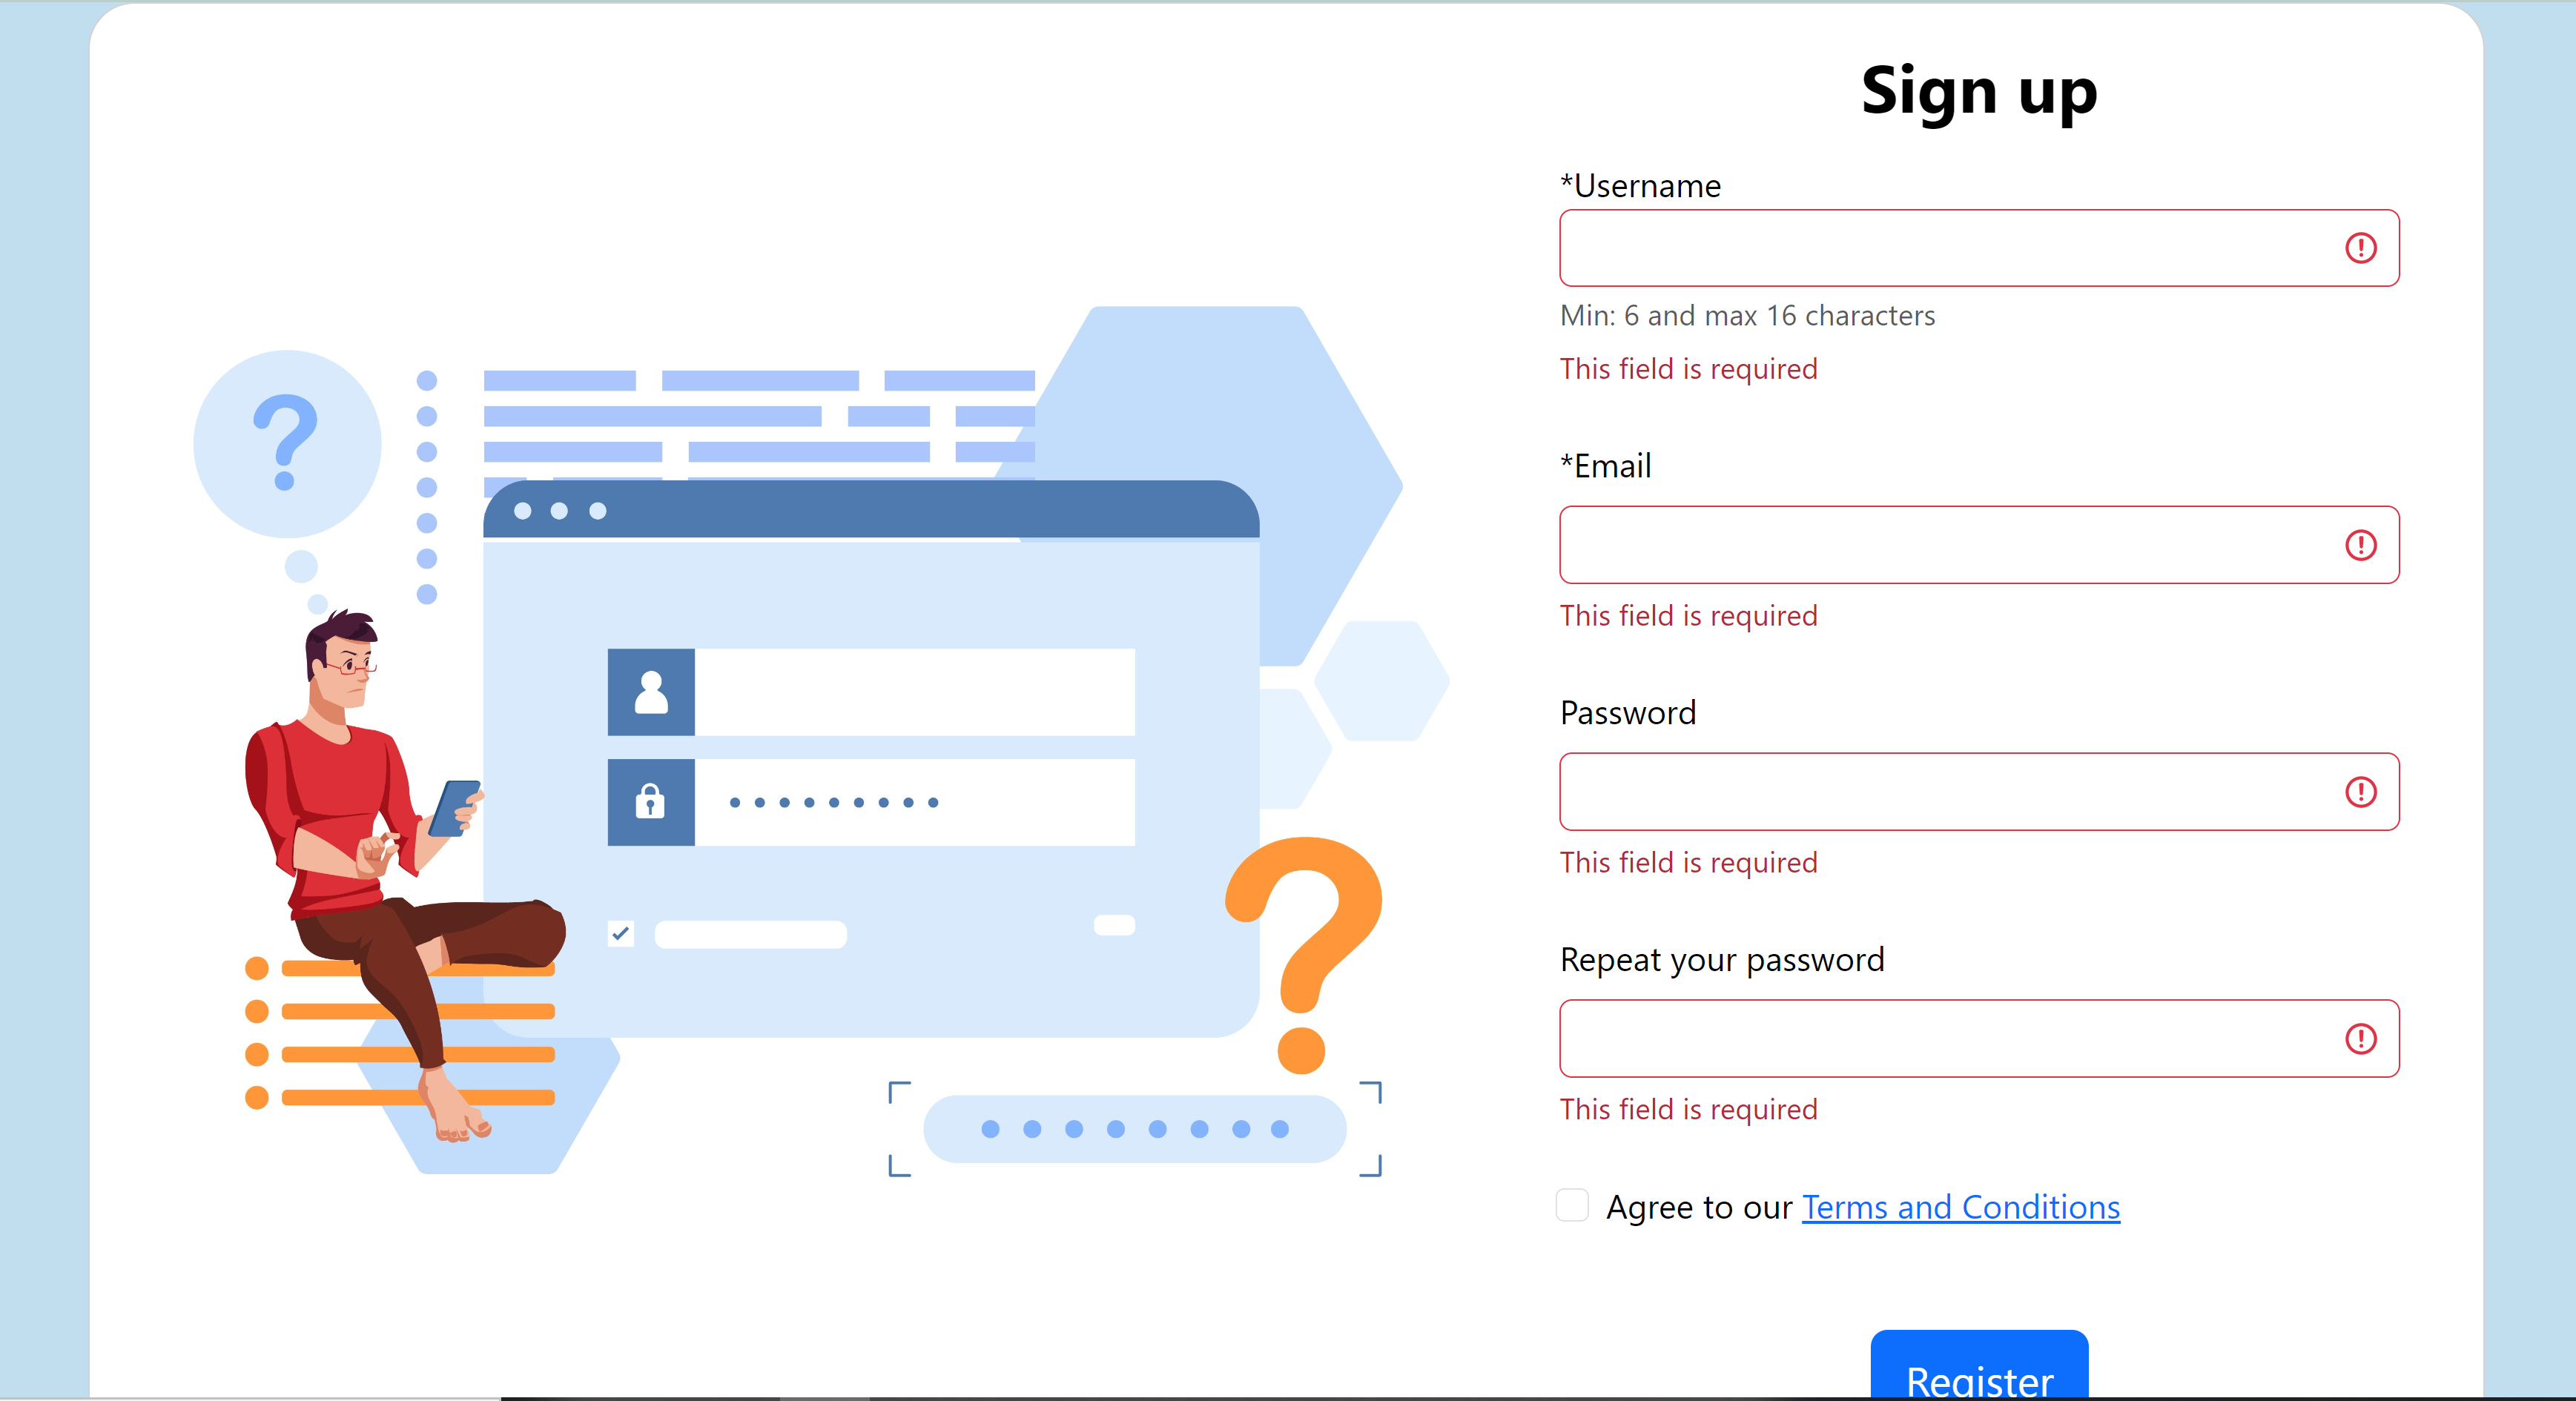 Sign up
*Username
Min: 6 and max 16 characters
This field is required
*Email
This field is required
Password
This field is required
Repeat your password
This field is required
Agree to our Terms and Conditions
Register
?
?